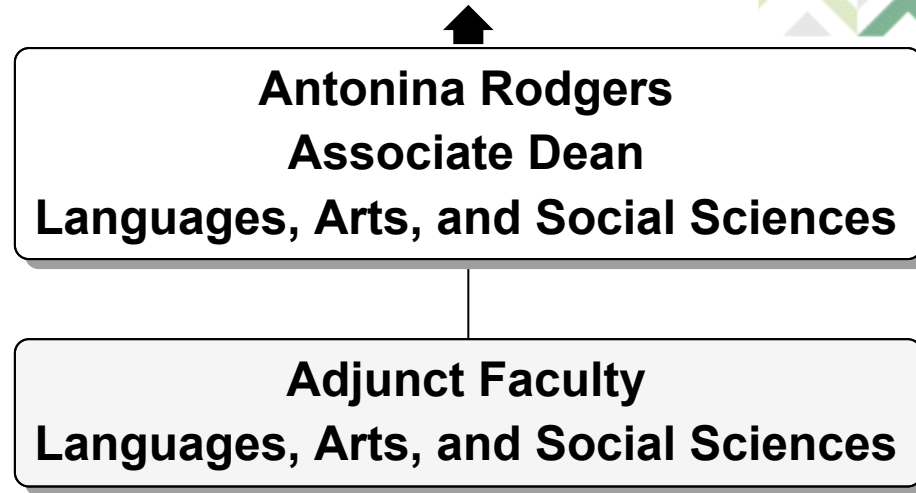 Antonina Rodgers
Associate Dean
Languages, Arts, and Social Sciences
Adjunct Faculty
Languages, Arts, and Social Sciences